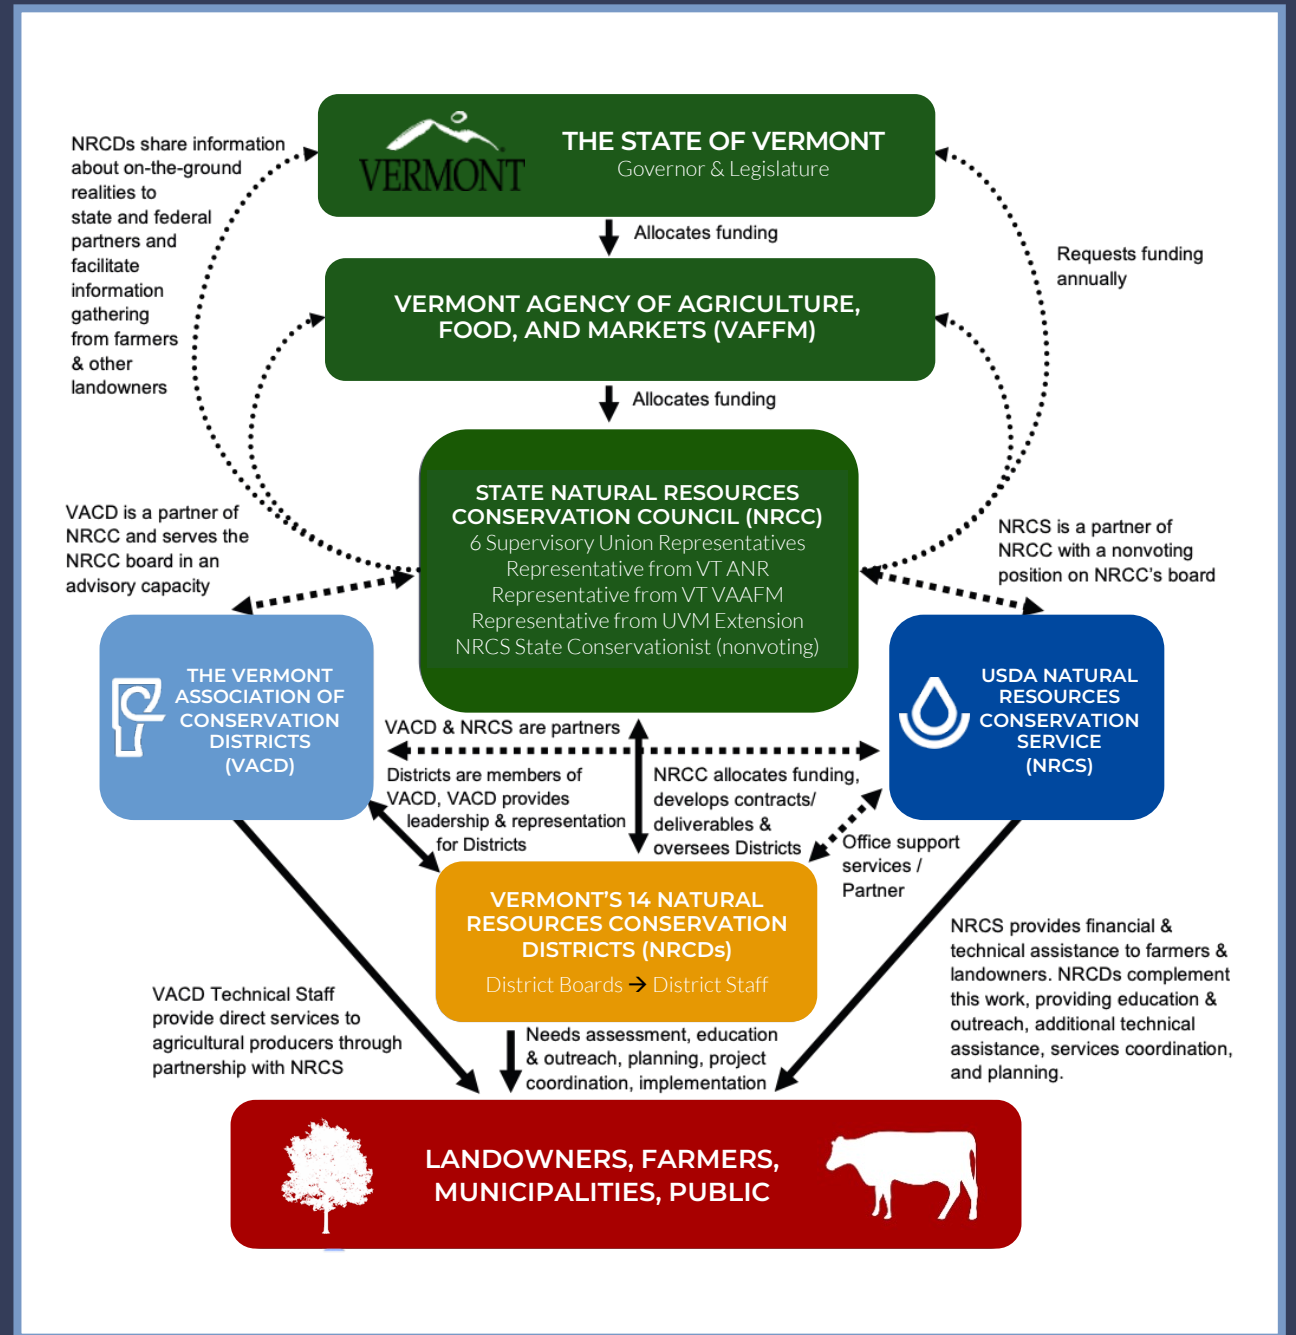 VERMONT
THE STATE OF VERMONT
Governor & Legislature
NRCDs share information
about on-the-ground
realities to
state and federal
partners and
facilitate
information
gathering
from farmers
& other
landowners
Allocates funding
Requests funding
annually
VERMONT AGENCY OF AGRICULTURE,
FOOD, AND MARKETS (VAFFM)
Allocates funding
STATE NATURAL RESOURCES
CONSERVATION COUNCIL (NRCC)
6 Supervisory Union Representatives
Representative from VT ANR
Representative from VT VAAFM
Representative from UVM Extension
NRCS State Conservationist (nonvoting)
VACD is a partner of
NRCC and serves the
NRCC board in an
advisory capacity
NRCS is a partner of
NRCC with a nonvoting
position on NRCC's board
THE VERMONT
ASSOCIATION OF
CONSERVATION
DISTRICTS
(VACD)
USDA NATURAL
RESOURCES
CONSERVATION
SERVICE
(NRCS)
VACD & NRCS are partners
Districts are members of
VACD, VACD provides
leadership & representation
for Districts
NRCC allocates funding,
develops contracts/
deliverables &
oversees Districts
Office support
services /
Partner
VERMONT'S 14 NATURAL
RESOURCES CONSERVATION
DISTRICTS (NRCDs)
District Boards → District Staff
VACD Technical Staff
provide direct services to
agricultural producers through
partnership with NRCS
Needs assessment, education
& outreach, planning, project
coordination, implementation
NRCS provides financial &
technical assistance to farmers &
landowners. NRCDs complement
this work, providing education &
outreach, additional technical
assistance, services coordination,
and planning.
LANDOWNERS, FARMERS,
MUNICIPALITIES, PUBLIC